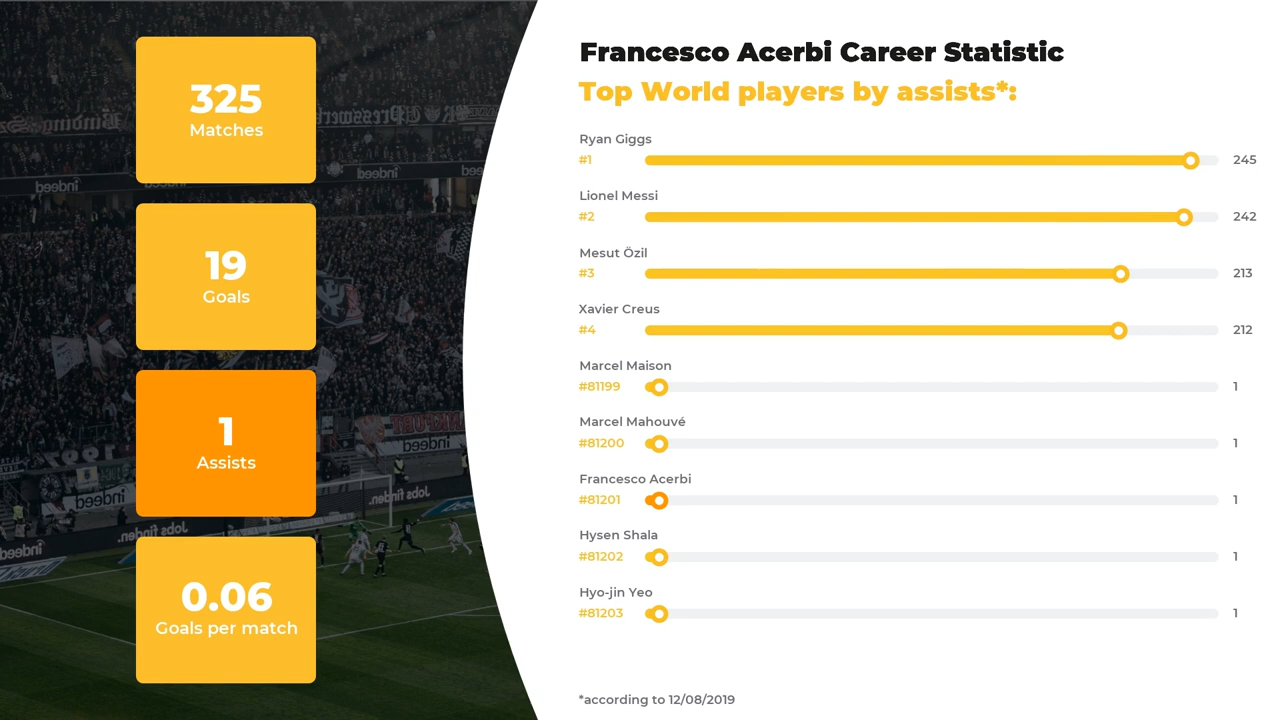 325
Matches
19
Goals
1
Assists
0.06
Goals per match
Francesco Acerbi Career Statistic
Top World players by assists*:
Ryan Giggs
#1 245
Lionel Messi
#2 242
Mesut Özil
#3 213
Xavier Creus
#4 212
Marcel Maison
#81199 1
Marcel Mahouvé
#81200 1
Francesco Acerbi
#81201 1
Hysen Shala
#81202 1
Hyo-jin Yeo
#81203 1
*according to 12/08/2019